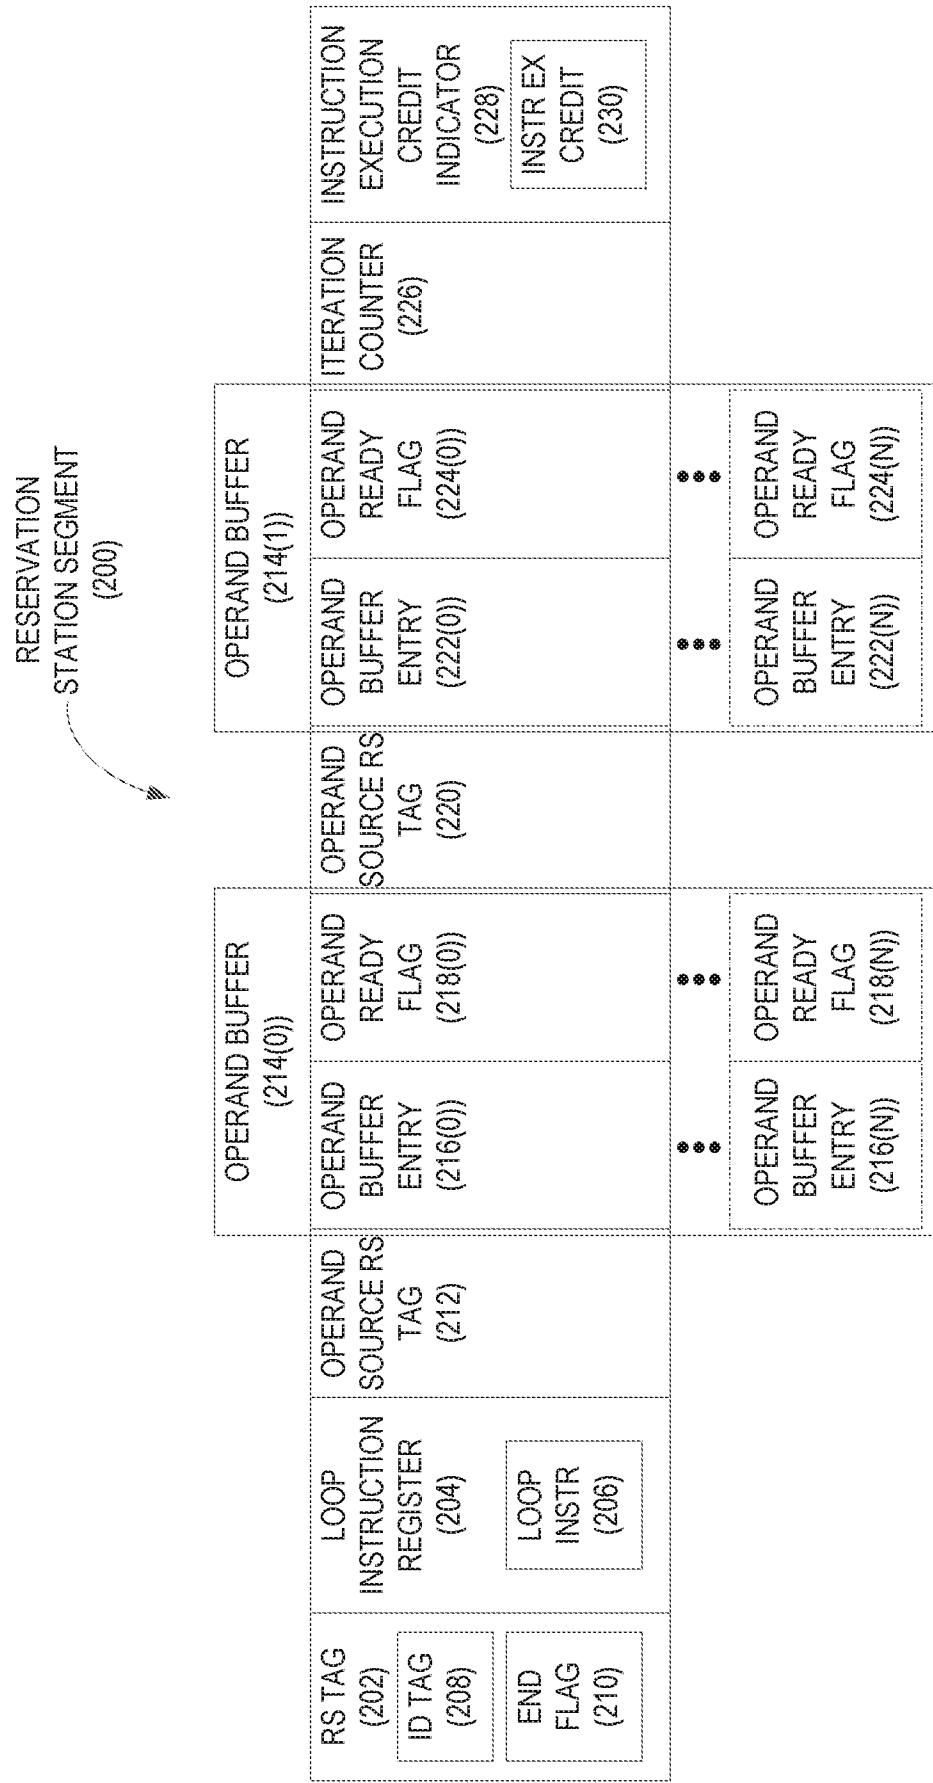 RESERVATION
STATION SEGMENT
(200)
RS TAG
(202)
ID TAG
(208)
END
FLAG
(210)
LOOP
INSTRUCTION
REGISTER
(204)
LOOP
INSTR
(206)
OPERAND
SOURCE RS
TAG
(212)
OPERAND BUFFER
(214(0))
OPERAND
BUFFER
ENTRY
(216(0))
OPERAND
READY
FLAG
(218(0))
•••
•••
OPERAND
BUFFER
ENTRY
(216(N))
OPERAND
READY
FLAG
(218(N))
OPERAND
SOURCE RS
TAG
(220)
OPERAND BUFFER
(214(1))
OPERAND
BUFFER
ENTRY
(222(0))
OPERAND
READY
FLAG
(224(0))
•••
•••
OPERAND
BUFFER
ENTRY
(222(N))
OPERAND
READY
FLAG
(224(N))
ITERATION
COUNTER
(226)
INSTRUCTION
EXECUTION
CREDIT
INDICATOR
(228)
INSTR EX
CREDIT
(230)